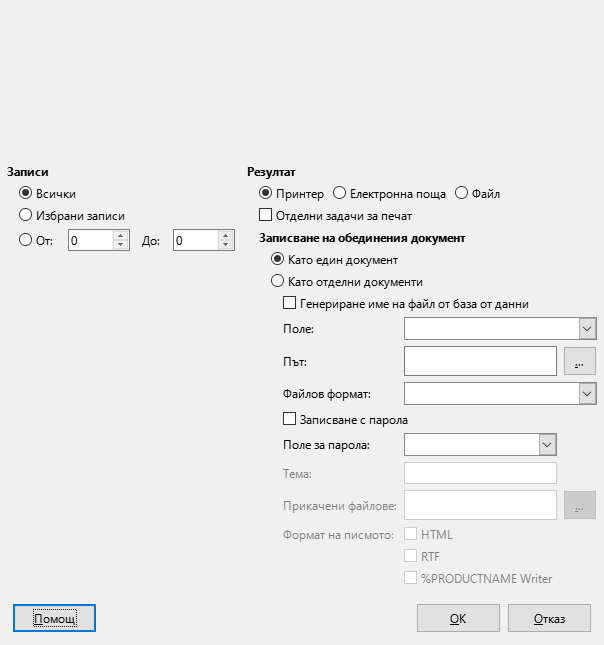 Записи
Всички
Избрани записи
От: 0 До: 0
Резултат
Принтер Електронна поща Файл
Отделни задачи за печат
Записване на обединения документ
Като един документ
Като отделни документи
Генериране име на файл от база от данни
Поле:
Път: ...
Файлов формат:
Записване с парола
Поле за парола:
Тема:
Прикачени файлове: ...
Формат на писмото: HTML
RTF
%PRODUCTNAME Writer
Помощ OK Отказ